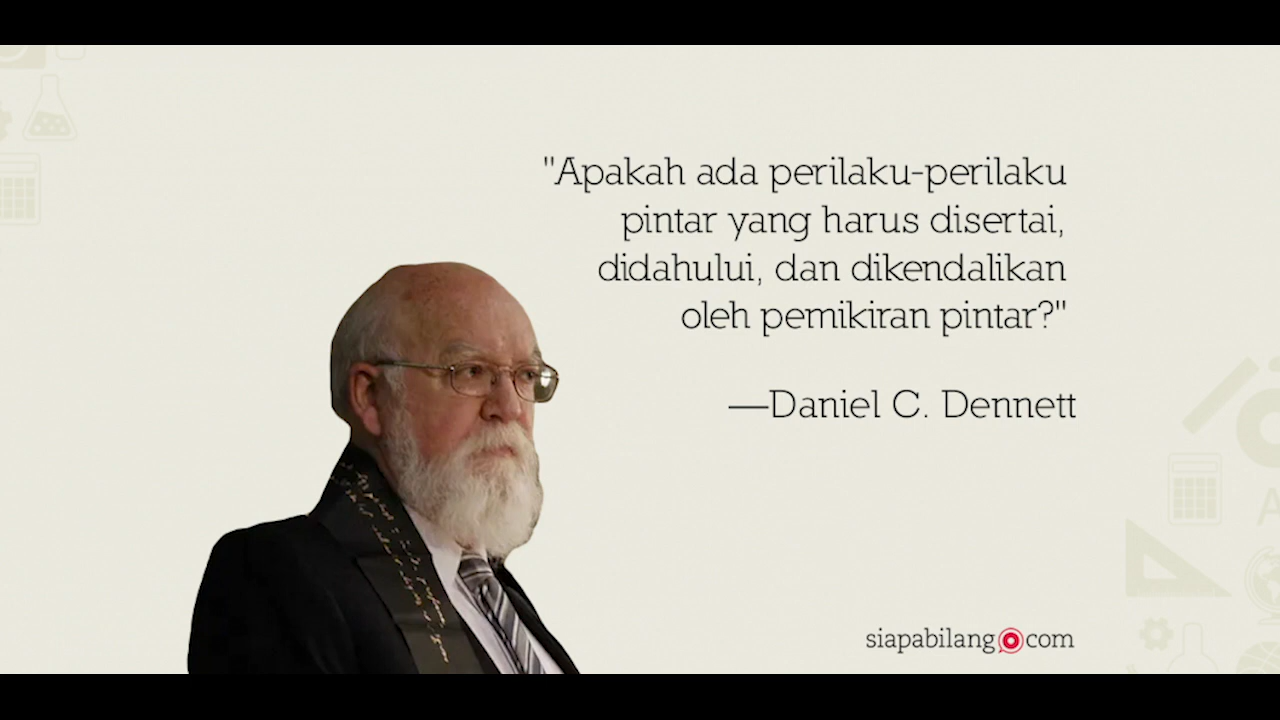 "Apakah ada perilaku-perilaku
pintar yang harus disertai,
didahului, dan dikendalikan
oleh pemikiran pintar?"
—Daniel C. Dennett
siapabilang.com